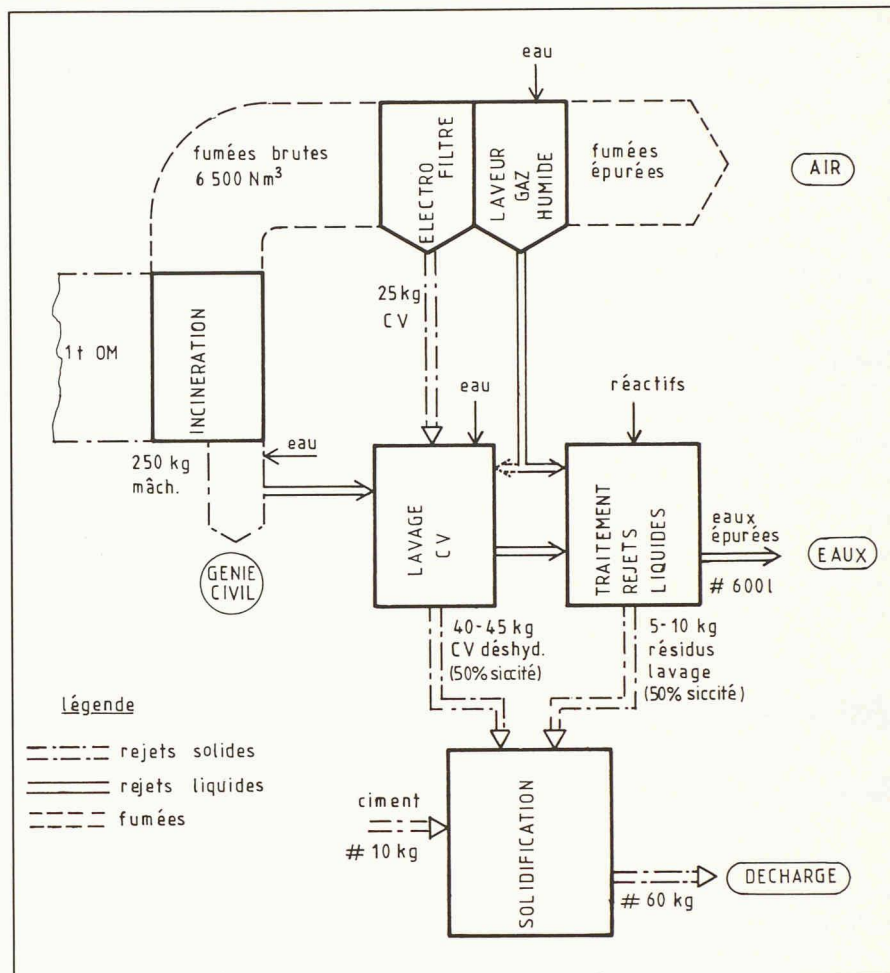 eau
fumées brutes
6 500 Nm³
ELECTRO
FILTRE
LAVEUR
GAZ
HUMIDE
fumées
épurées
AIR
25 kg
CV
1t OM
INCINERATION
eau
réactifs
eau
250 kg
mâch.
LAVAGE
CV
TRAITEMENT
REJETS
LIQUIDES
eaux
épurées
# 600 l
EAUX
GENIE
CIVIL
40-45 kg
CV déshyd.
(50% siccité)
5-10 kg
résidus
lavage
(50% siccité)
légende
rejets solides
rejets liquides
fumées
ciment
# 10 kg
SOLIDIFICATION
# 60 kg
DECHARGE